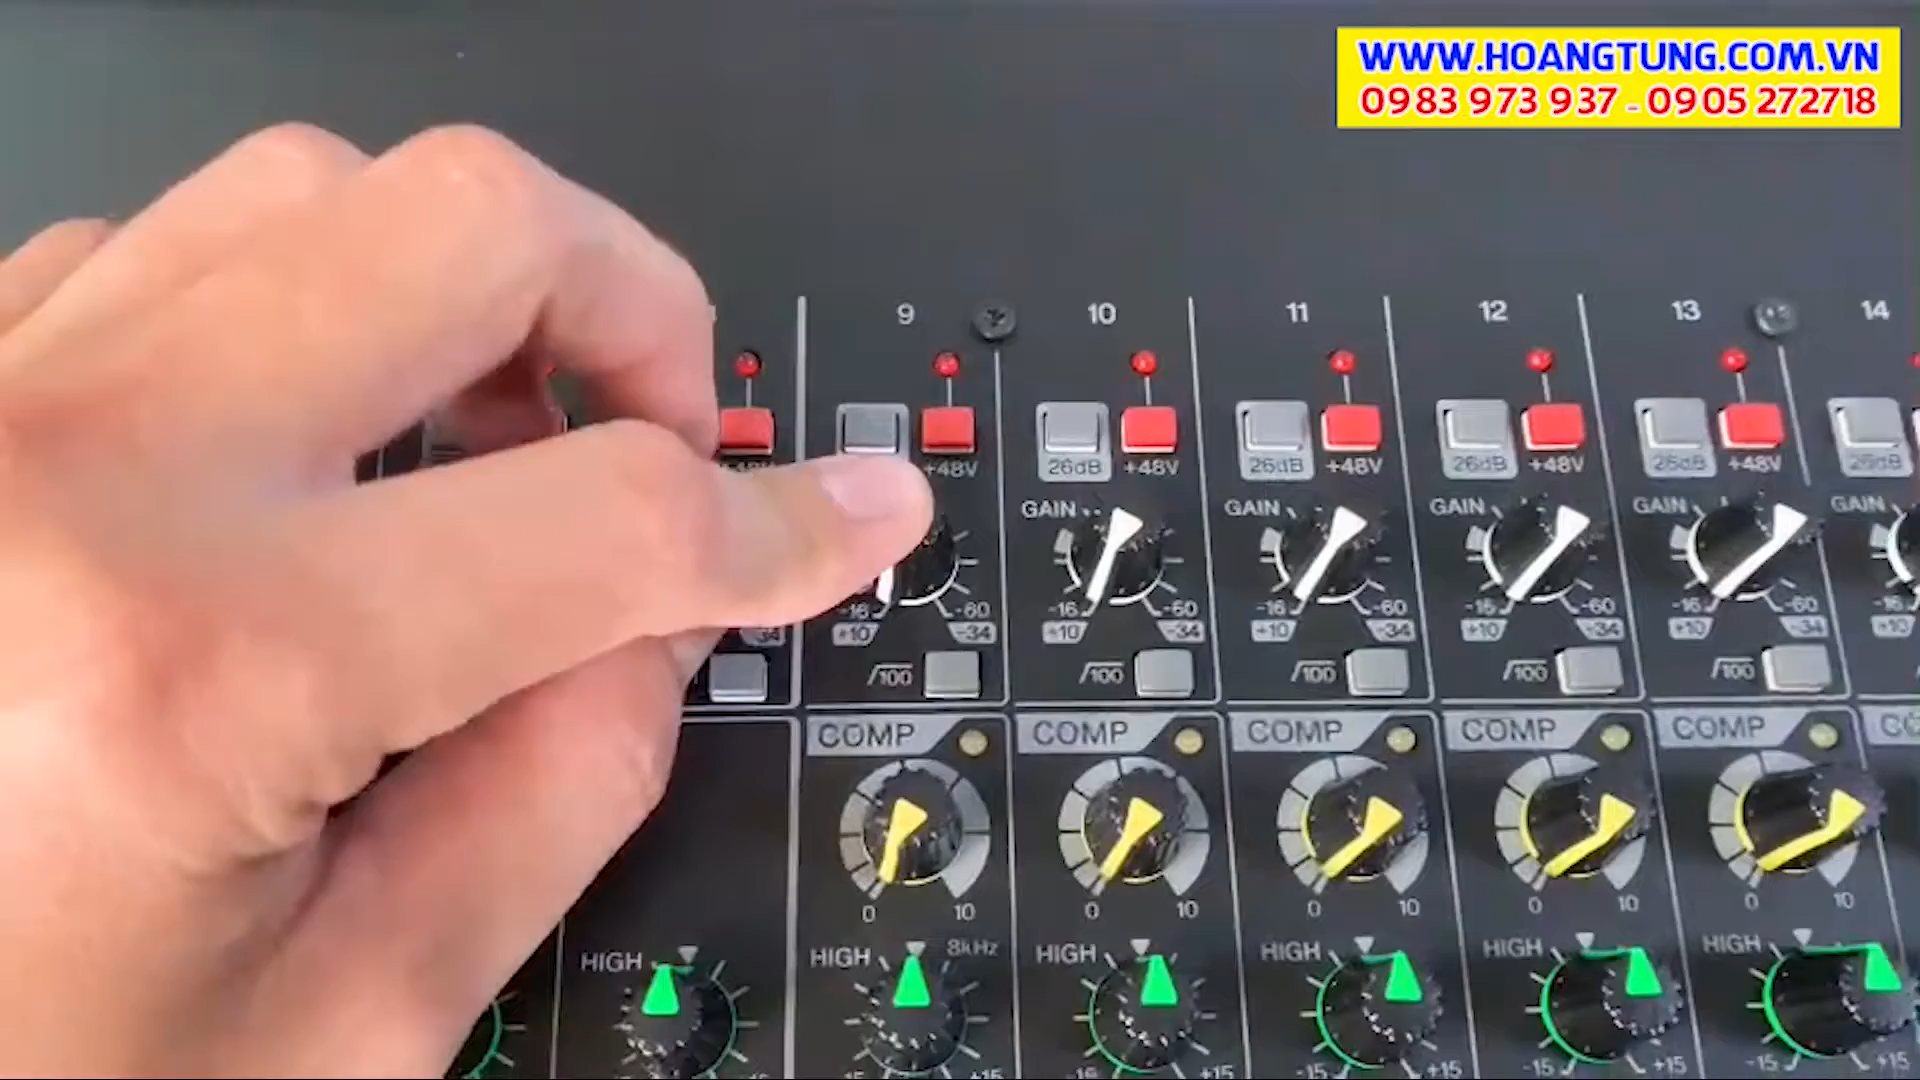 WWW.HOANGTUNG.COM.VN
0983 973 937 - 0905 272718
9 10 11 12 13 14
+48V 26dB +48V 26dB +48V 26dB +48V 26dB +48V 26dB
GAIN GAIN GAIN GAIN GAIN
-16 -60 -16 -60 -16 -60 -16 -60 -16 -60 -16
-34 +10 -34 +10 -34 +10 -34 +10 -34 +10 -34 +10
/100 /100 /100 /100 /100
COMP COMP COMP COMP COMP
0 10 0 10 0 10 0 10 0 10
HIGH HIGH 8kHz HIGH HIGH HIGH HIGH
+15 -15 +15 -15 +15 -15 +15